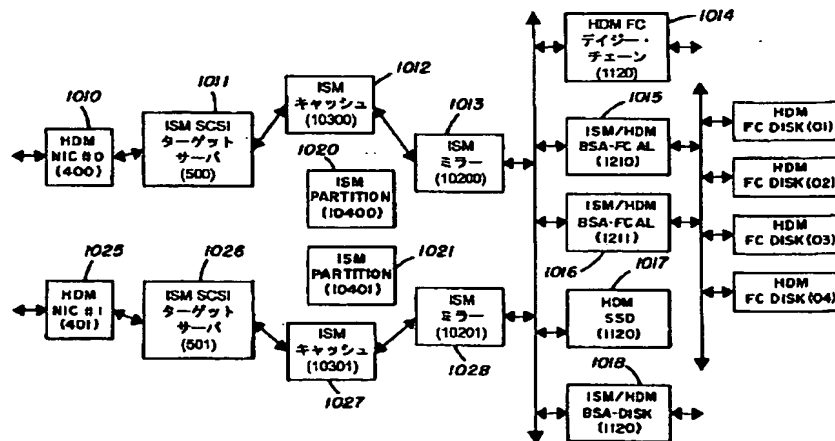 1010
HDM
NIC #0
(400)
1011
ISM SCSI
ターゲット
サーバ
(500)
1012
ISM
キャッシュ
(10300)
1013
ISM
ミラー
(10200)
1020
ISM
PARTITION
(10400)
1014
HDM FC
デイジー・
チェーン
(1120)
1015
ISM/HDM
BSA-FC AL
(1210)
ISM/HDM
BSA-FC AL
(1211)
1016
1017
HDM
SSD
(1120)
1018
ISM/HDM
BSA-DISK
(1120)
HDM
FC DISK(01)
HDM
FC DISK(02)
HDM
FC DISK(03)
HDM
FC DISK(04)
1025
HDM
NIC #1
(401)
1026
ISM SCSI
ターゲット
サーバ
(501)
1021
ISM
PARTITION
(10401)
ISM
キャッシュ
(10301)
1027
ISM
ミラー
(10201)
1028